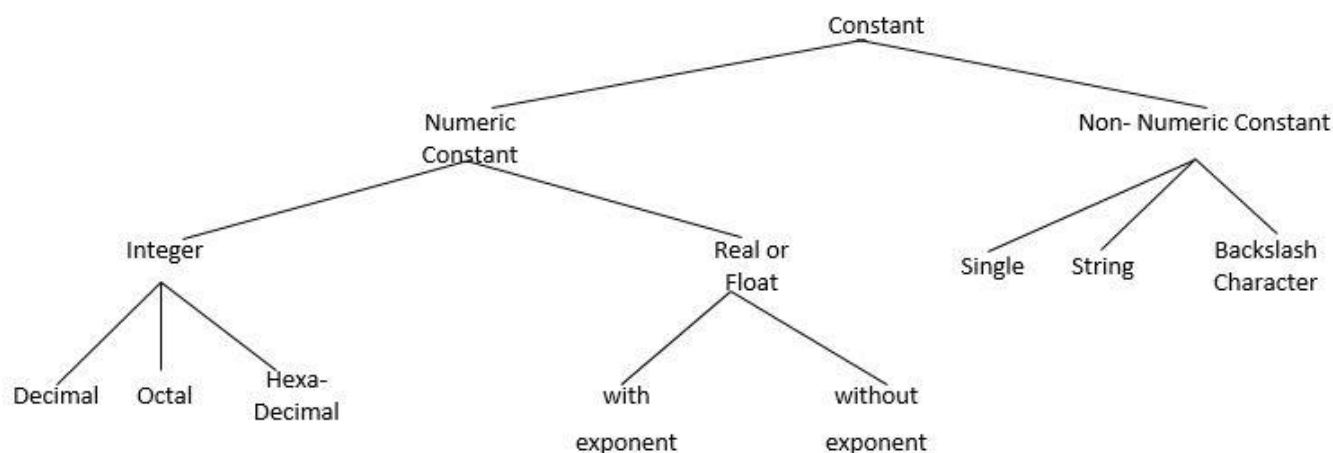 Constant
Numeric
Constant
Non- Numeric Constant
Integer
Real or
Float
Single
String
Backslash
Character
Decimal
Octal
Hexa-
Decimal
with
exponent
without
exponent